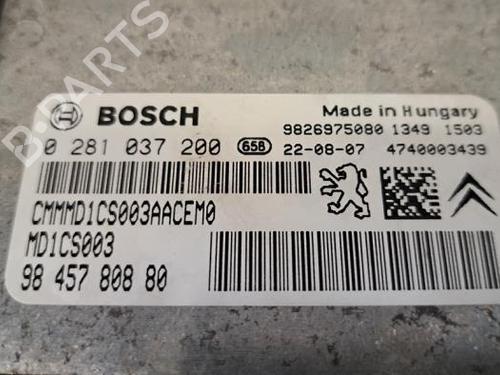 BOSCH
Made in Hungary
9826975080 1349 1503
0 281 037 200 658 22-08-07 4740003439
CMMMD1CS003AACEM0
MD1CS003
98 457 808 80
B-PARTS